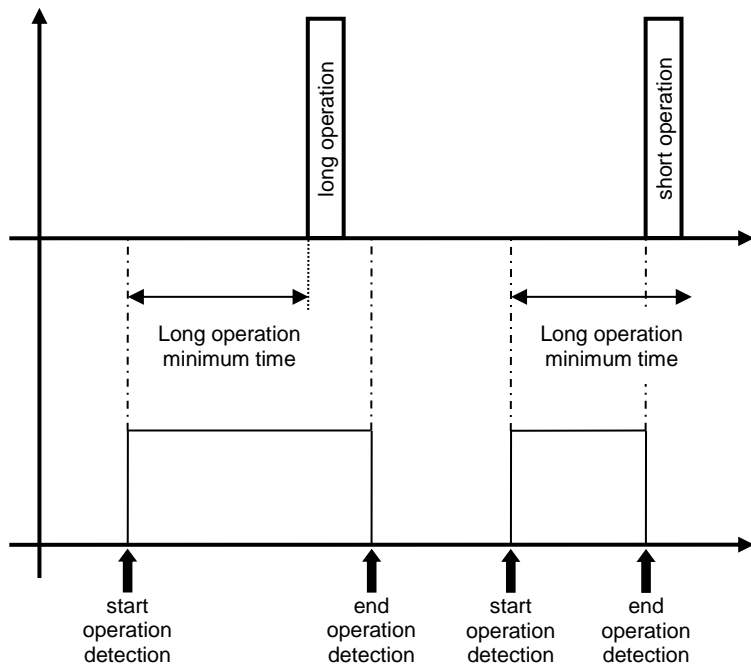 long operation
short operation
Long operation
minimum time
Long operation
minimum time
start
operation
detection
end
operation
detection
start
operation
detection
end
operation
detection